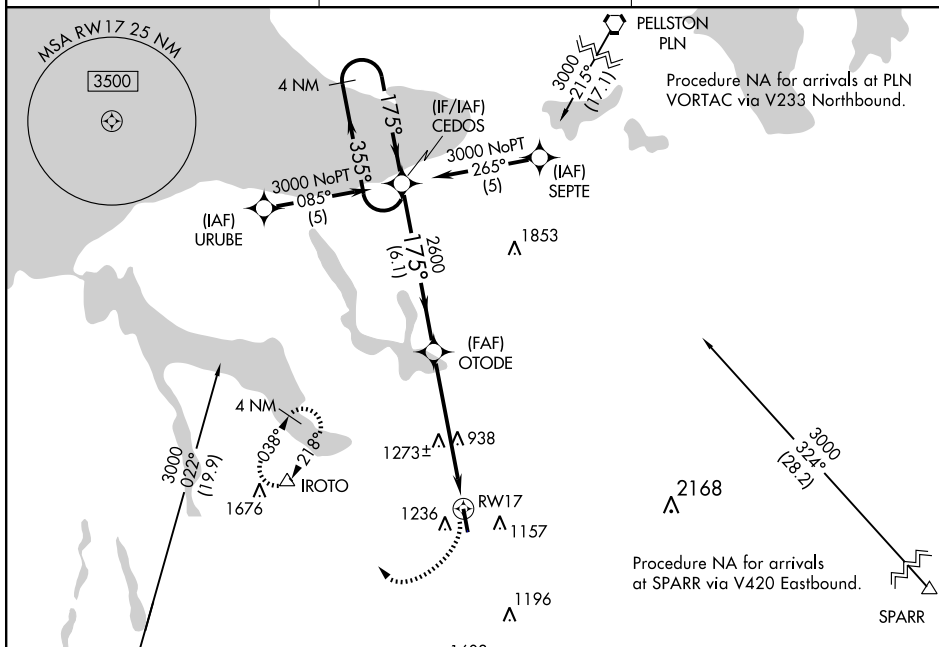 MSA RW17 25 NM
3500
4 NM
175°
355°
(IF/IAF)
CEDOS
PELLSTON
PLN
3000
215°
(17.1)
Procedure NA for arrivals at PLN
VORTAC via V233 Northbound.
3000 NoPT
085°
(5)
(IAF)
URUBE
3000 NoPT
265°
(5)
(IAF)
SEPTE
1853
2600
175°
(6.1)
(FAF)
OTODE
3000
022°
(19.9)
4 NM
038°
218°
IROTO
1676
1273±
938
RW17
1236
1157
2168
3000
324°
(28.2)
Procedure NA for arrivals
at SPARR via V420 Eastbound.
SPARR
1196